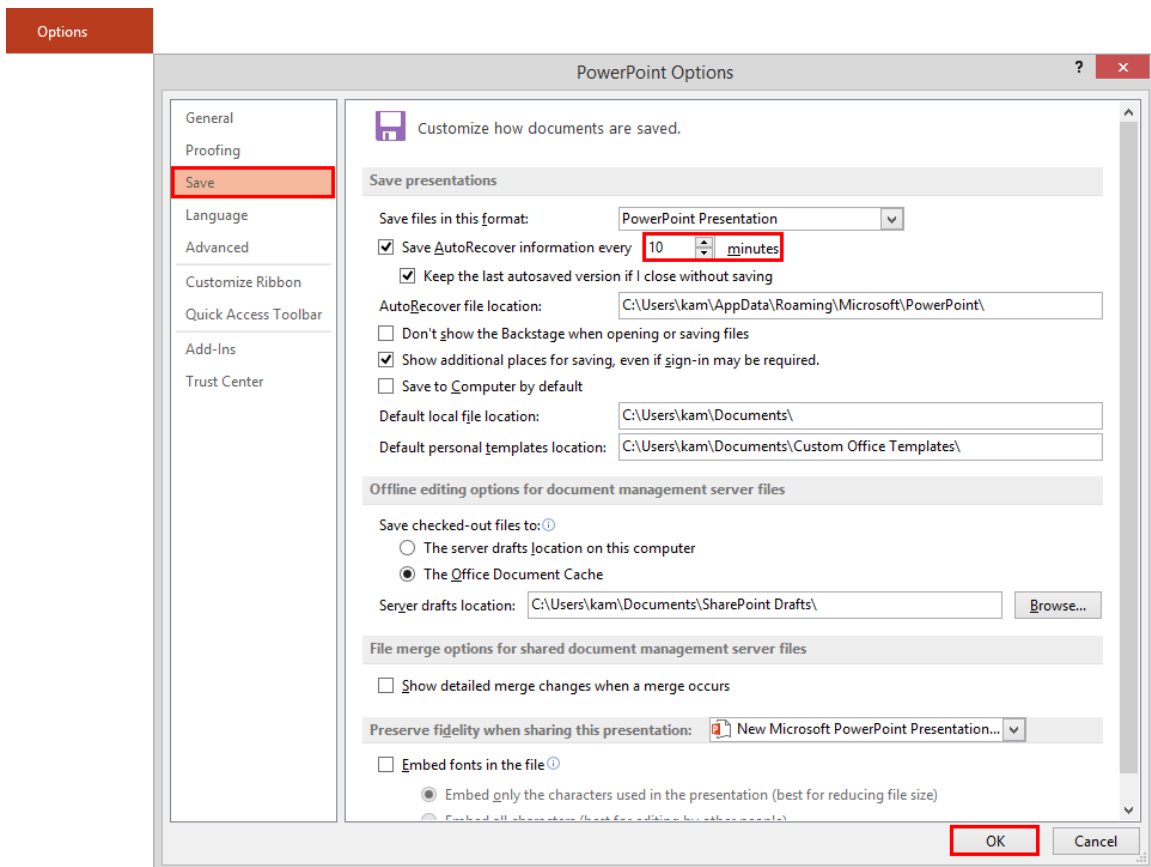 Options
PowerPoint Options
?
General
Proofing
Save
Language
Advanced
Customize Ribbon
Quick Access Toolbar
Add-Ins
Trust Center
Customize how documents are saved.
Save presentations
Save files in this format: PowerPoint Presentation
Save AutoRecover information every 10 minutes
Keep the last autosaved version if I close without saving
AutoRecover file location: C:\Users\kam\AppData\Roaming\Microsoft\PowerPoint\
Don't show the Backstage when opening or saving files
Show additional places for saving, even if sign-in may be required.
Save to Computer by default
Default local file location: C:\Users\kam\Documents\
Default personal templates location: C:\Users\kam\Documents\Custom Office Templates\
Offline editing options for document management server files
Save checked-out files to:
The server drafts location on this computer
The Office Document Cache
Server drafts location: C:\Users\kam\Documents\SharePoint Drafts\ Browse...
File merge options for shared document management server files
Show detailed merge changes when a merge occurs
Preserve fidelity when sharing this presentation: New Microsoft PowerPoint Presentation...
Embed fonts in the file
Embed only the characters used in the presentation (best for reducing file size)
Embed all characters (best for editing by other people)
OK Cancel